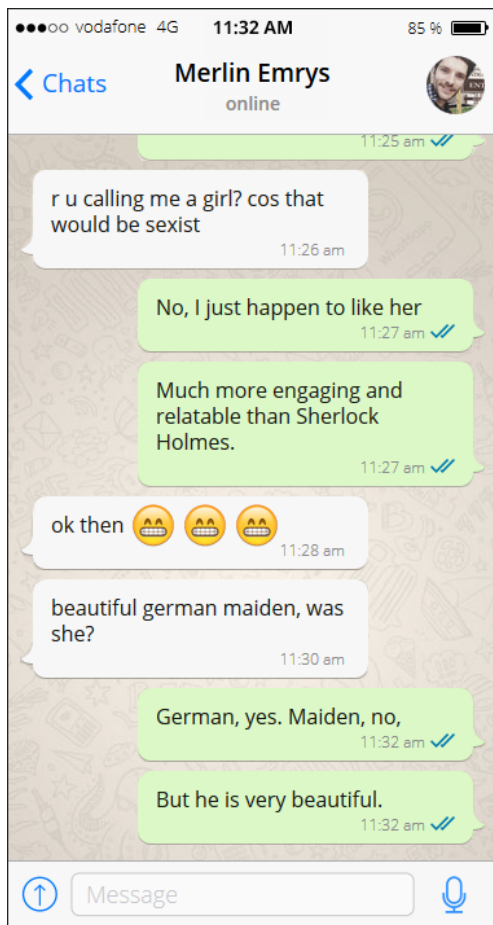 vodafone 4G 11:32 AM 85 %
Chats
Merlin Emrys
online
11:25 am
r u calling me a girl? cos that
would be sexist
11:26 am
No, I just happen to like her
11:27 am
Much more engaging and
relatable than Sherlock
Holmes.
11:27 am
ok then 😁 😁 😁
11:28 am
beautiful german maiden, was
she?
11:30 am
German, yes. Maiden, no,
11:32 am
But he is very beautiful.
11:32 am
Message